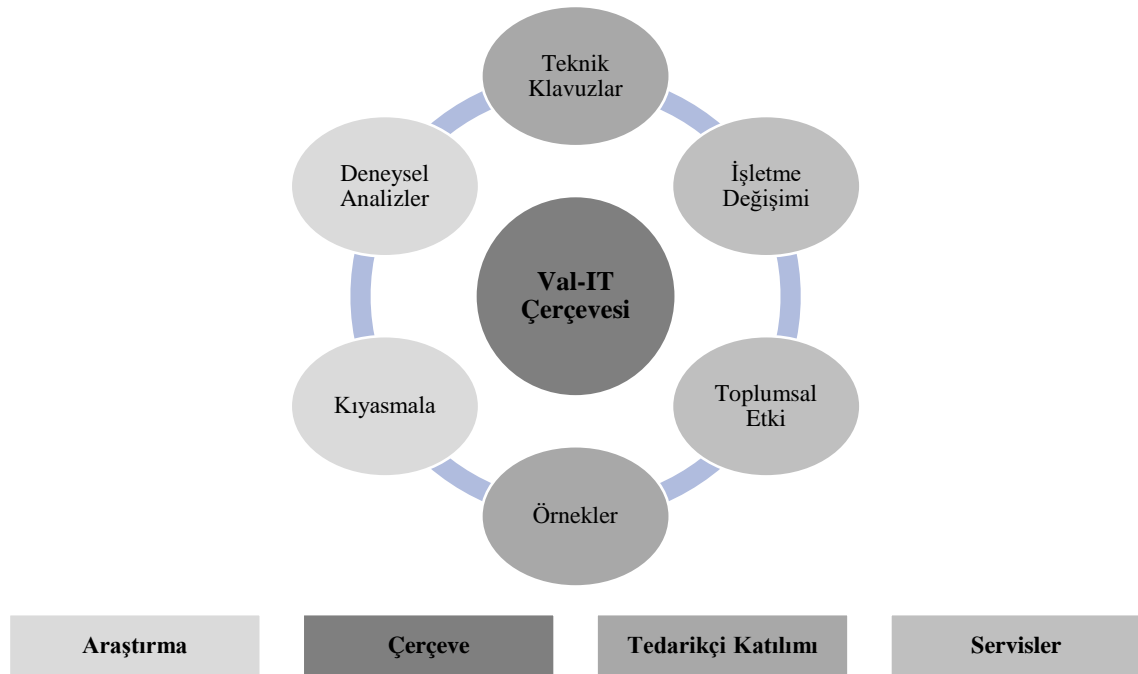 Teknik
Klavuzlar
Deneysel
Analizler
İşletme
Değişimi
Val-IT
Çerçevesi
Kıyasmala
Toplumsal
Etki
Örnekler
Araştırma
Çerçeve
Tedarikçi Katılımı
Servisler